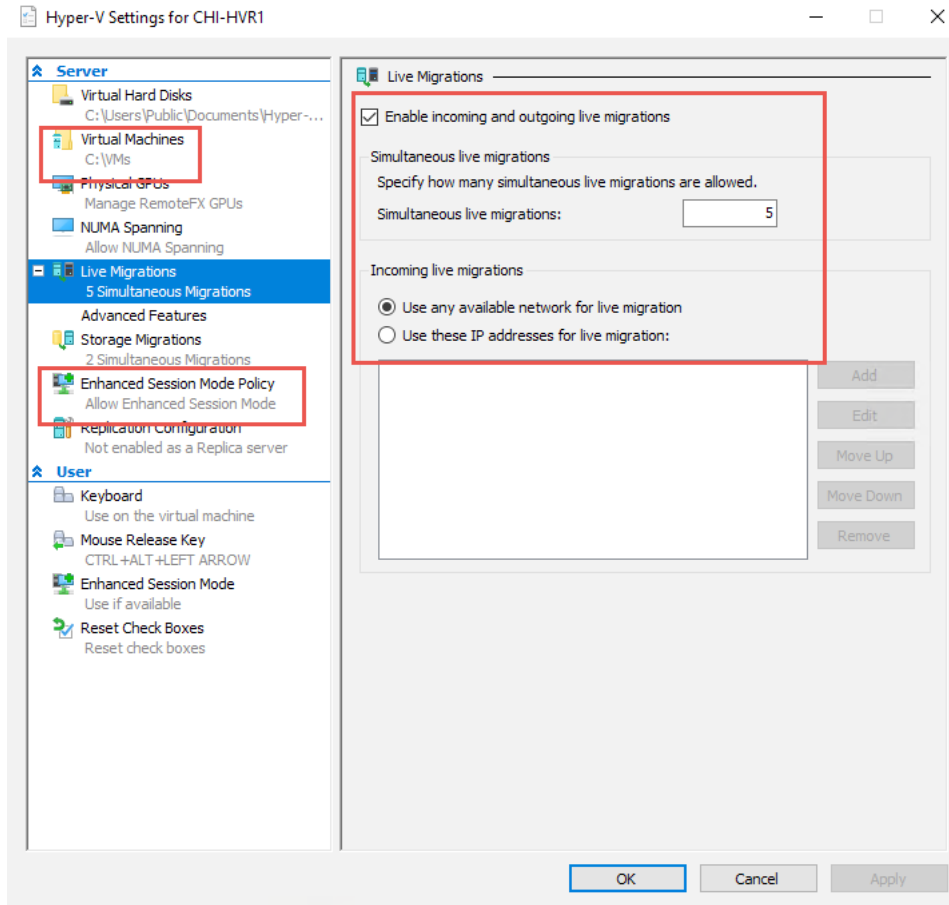 Hyper-V Settings for CHI-HVR1
Server
Virtual Hard Disks
C:\Users\Public\Documents\Hyper-...
Virtual Machines
C:\VMs
Physical GPUs
Manage RemoteFX GPUs
NUMA Spanning
Allow NUMA Spanning
Live Migrations
5 Simultaneous Migrations
Advanced Features
Storage Migrations
2 Simultaneous Migrations
Enhanced Session Mode Policy
Allow Enhanced Session Mode
Replication Configuration
Not enabled as a Replica server
User
Keyboard
Use on the virtual machine
Mouse Release Key
CTRL+ALT+LEFT ARROW
Enhanced Session Mode
Use if available
Reset Check Boxes
Reset check boxes
Live Migrations
Enable incoming and outgoing live migrations
Simultaneous live migrations
Specify how many simultaneous live migrations are allowed.
Simultaneous live migrations: 5
Incoming live migrations
Use any available network for live migration
Use these IP addresses for live migration:
Add
Edit
Move Up
Move Down
Remove
OK Cancel Apply